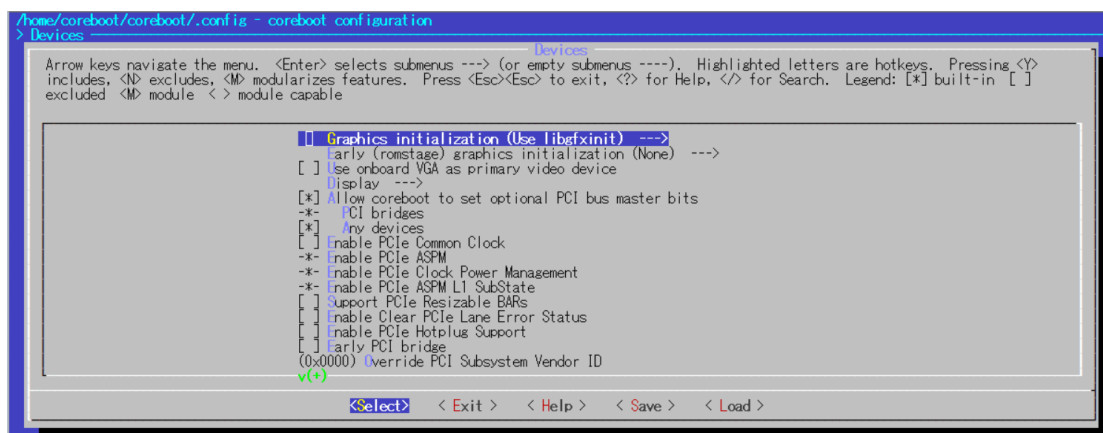 /home/coreboot/coreboot/.config - coreboot configuration
> Devices
Devices
Arrow keys navigate the menu.  <Enter> selects submenus ---> (or empty submenus ----).  Highlighted letters are hotkeys.  Pressing <Y>
includes, <N> excludes, <M> modularizes features.  Press <Esc><Esc> to exit, <?> for Help, </> for Search.  Legend: [*] built-in  [ ]
excluded  <M> module  < > module capable
[] Graphics initialization (Use libgfxinit)  --->
Early (romstage) graphics initialization (None)  --->
[ ] Use onboard VGA as primary video device
Display  --->
[*] Allow coreboot to set optional PCI bus master bits
-*-   PCI bridges
[*]   Any devices
[ ] Enable PCIe Common Clock
-*- Enable PCIe ASPM
-*- Enable PCIe Clock Power Management
-*- Enable PCIe ASPM L1 SubState
[ ] Support PCIe Resizable BARs
[ ] Enable Clear PCIe Lane Error Status
[ ] Enable PCIe Hotplug Support
[ ] Early PCI bridge
(0x0000) Override PCI Subsystem Vendor ID
v(+)
<Select>    < Exit >    < Help >    < Save >    < Load >